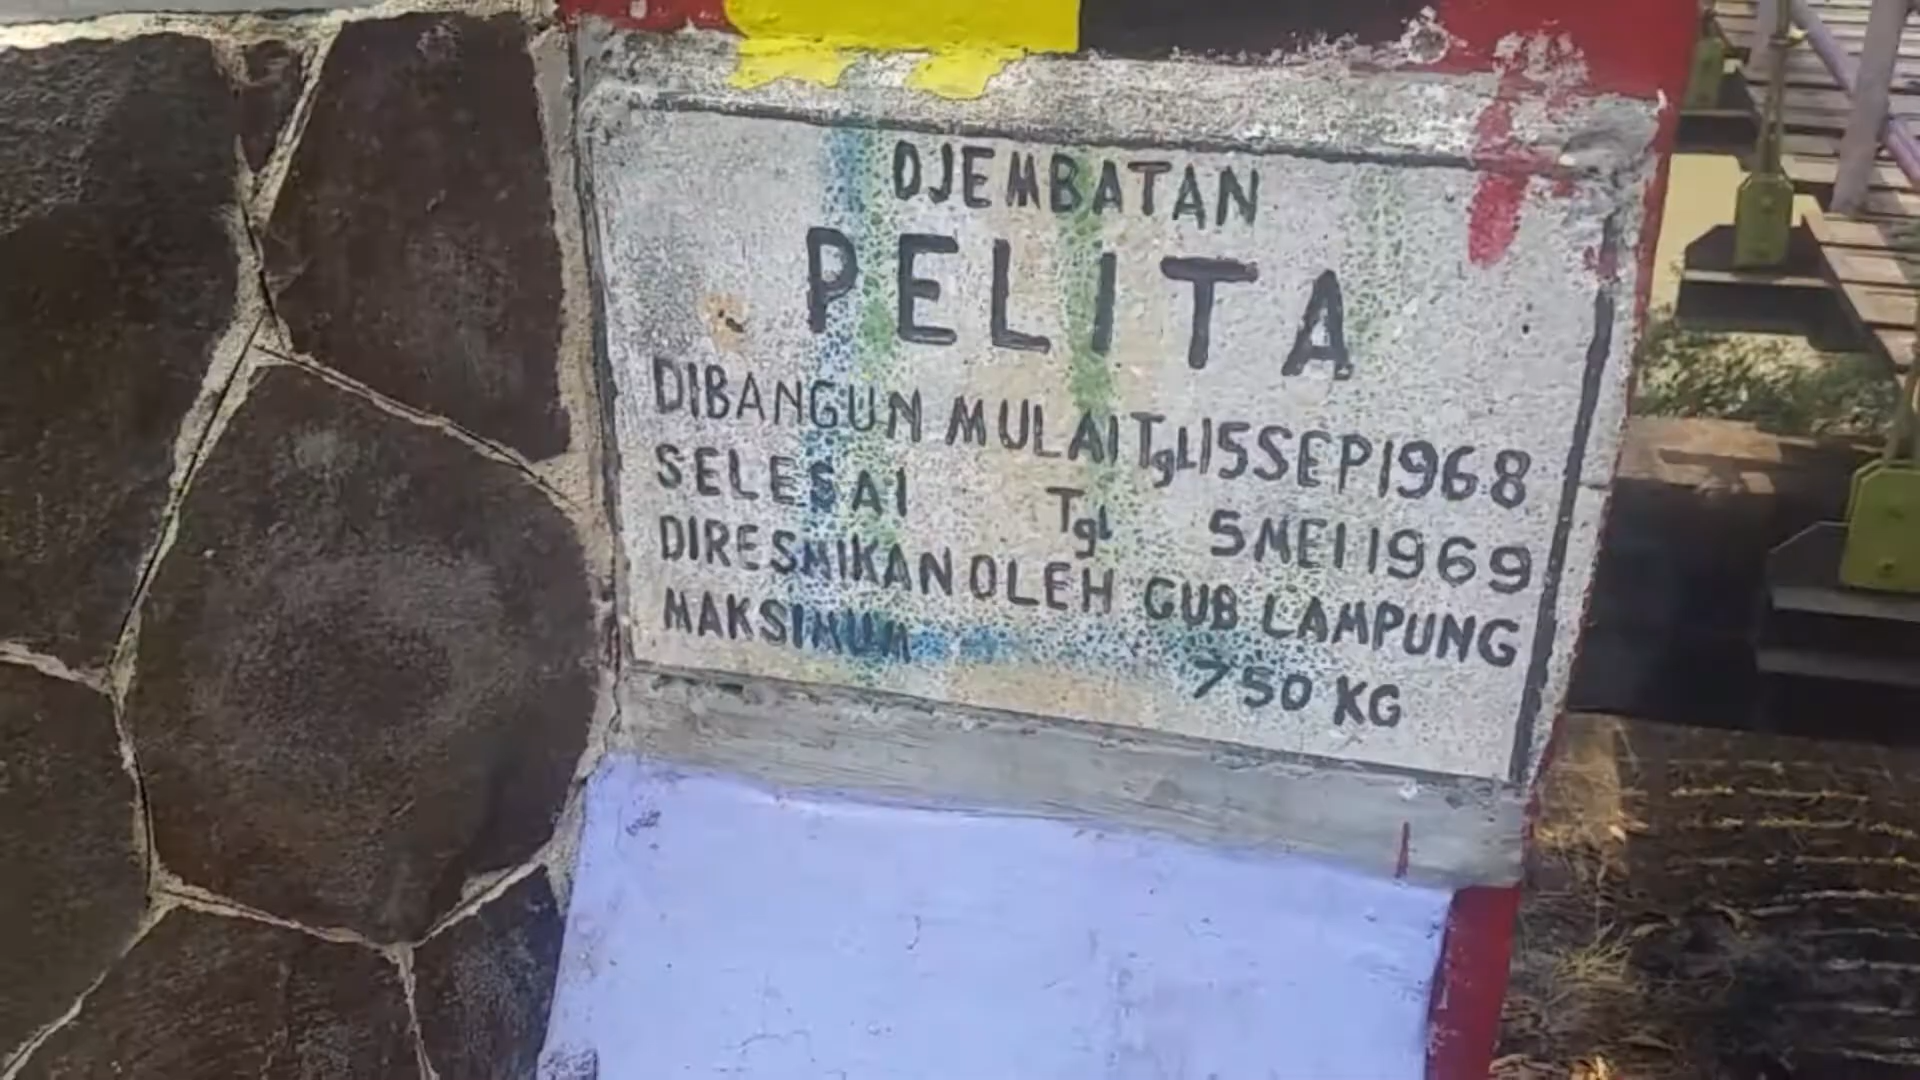 DJEMBATAN
PELITA
DIBANGUN MULAI Tgl 15 SEP 1968
SELESAI Tgl 5 MEI 1969
DIRESMIKAN OLEH GUB LAMPUNG
MAKSIMUM 750 KG